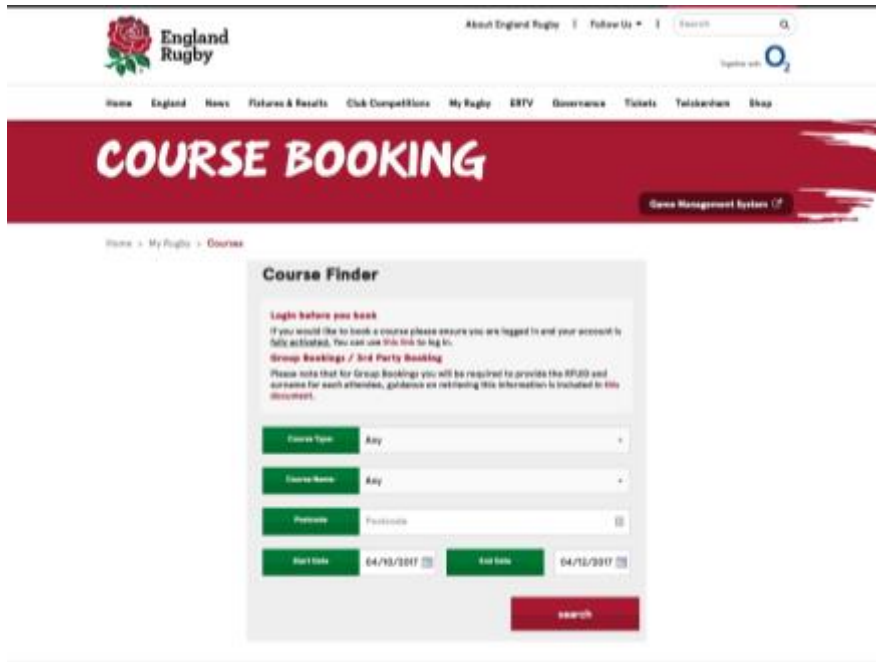 England
Rugby
About England Rugby | Follow Us | Search
Together with O2
Home England News Fixtures & Results Club Competitions My Rugby ERTV Governance Tickets Twickenham Shop
COURSE BOOKING
Game Management System
Home > My Rugby > Courses
Course Finder
Login before you book
If you would like to book a course please ensure you are logged in and your account is
fully activated. You can use this link to log in.
Group Bookings / 3rd Party Booking
Please note that for Group Bookings you will be required to provide the RFUID and
surname for each attendee, guidance on retrieving this information is included in this
document.
Course Type Any
Course Name Any
Postcode Postcode
Start Date 04/10/2017 End Date 04/12/2017
search